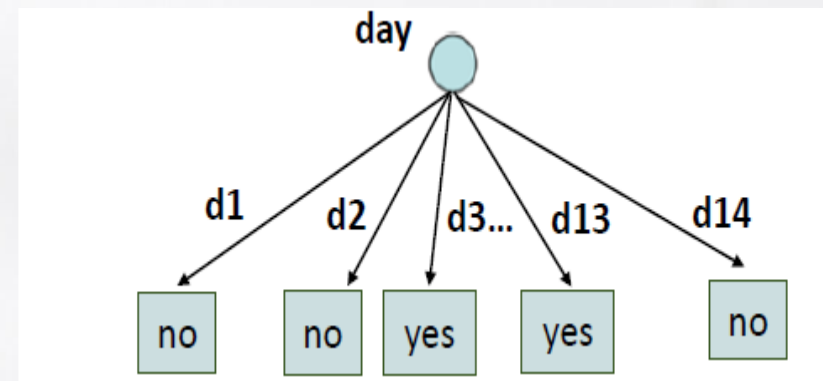 day
d1
d2
d3...
d13
d14
no
no
yes
yes
no